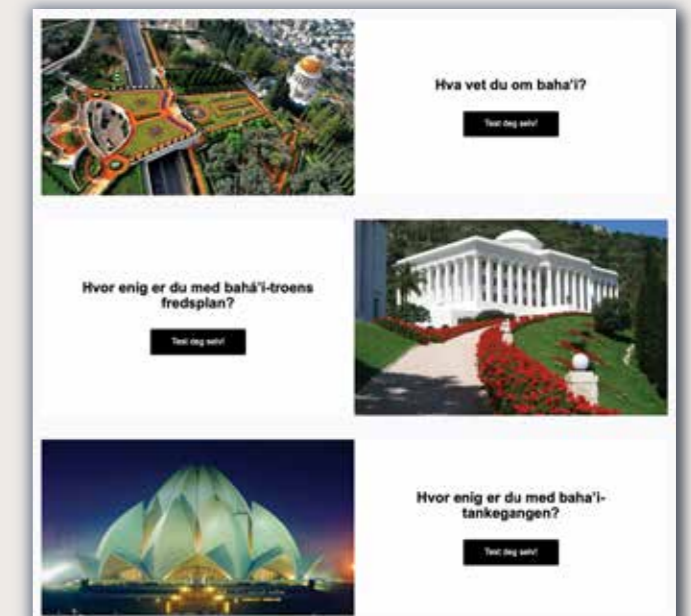 Hva vet du om baha'i?
Test deg selv!
Hvor enig er du med bahá'i-troens
fredsplan?
Test deg selv!
Hvor enig er du med baha'i-
tankegangen?
Test deg selv!